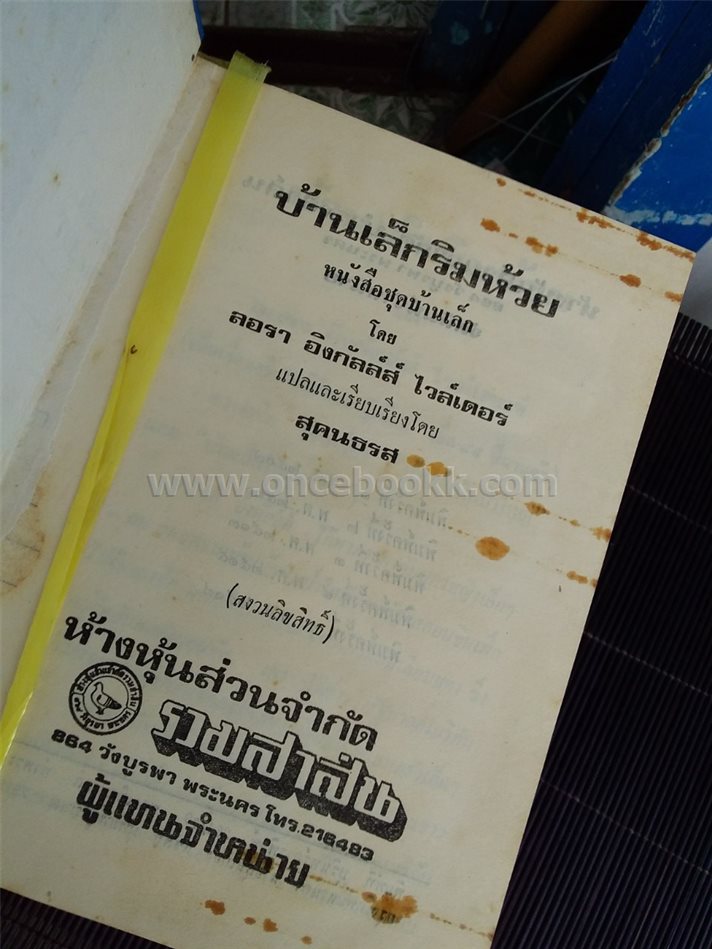 บ้านเล็กริมห้วย
หนังสือชุดบ้านเล็ก
โดย
ลอรา อิงกัลล์ส์ ไวล์เดอร์
แปลและเรียบเรียงโดย
สุคนธรส
www.oncebookk.com
(สงวนลิขสิทธิ์)
ห้างหุ้นส่วนจำกัด
รวมสาส์น
864 วังบูรพา พระนคร โทร.216483
ผู้แทนจำหน่าย